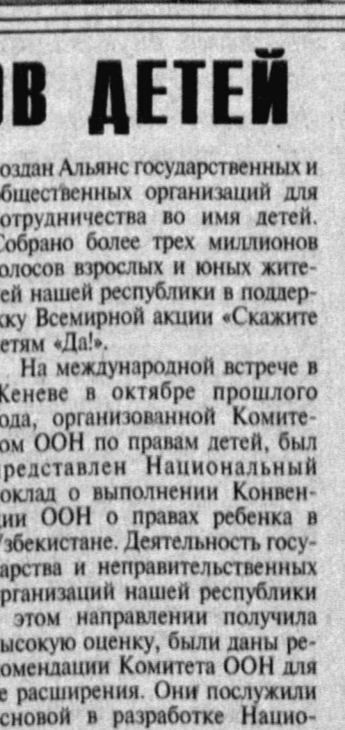 ОВ ДЕТЕЙ
оздан Альянс государственных и
бщественных организаций для
отрудничества во имя детей.
Собрано более трех миллионов
олосов взрослых и юных жите-
ей нашей республики в поддер-
жку Всемирной акции «Скажите
етям «Да!».
На международной встрече в
Женеве в октябре прошлого
ода, организованной Комите-
ом ООН по правам детей, был
представлен Национальный
оклад о выполнении Конвен-
ции ООН о правах ребенка в
Узбекистане. Деятельность госу-
арства и неправительственных
рганизаций нашей республики
этом направлении получила
ысокую оценку, были даны ре-
омендации Комитета ООН для
е расширения. Они послужили
сновой в разработке Нацио-